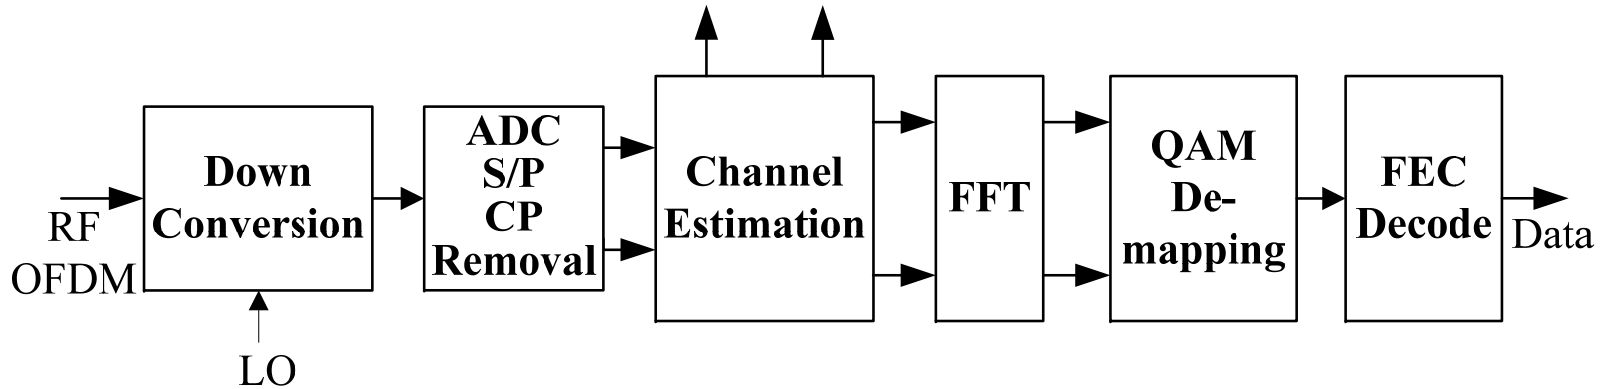 RF
OFDM
Down
Conversion
LO
ADC
S/P
CP
Removal
Channel
Estimation
FFT
QAM
De-
mapping
FEC
Decode
Data